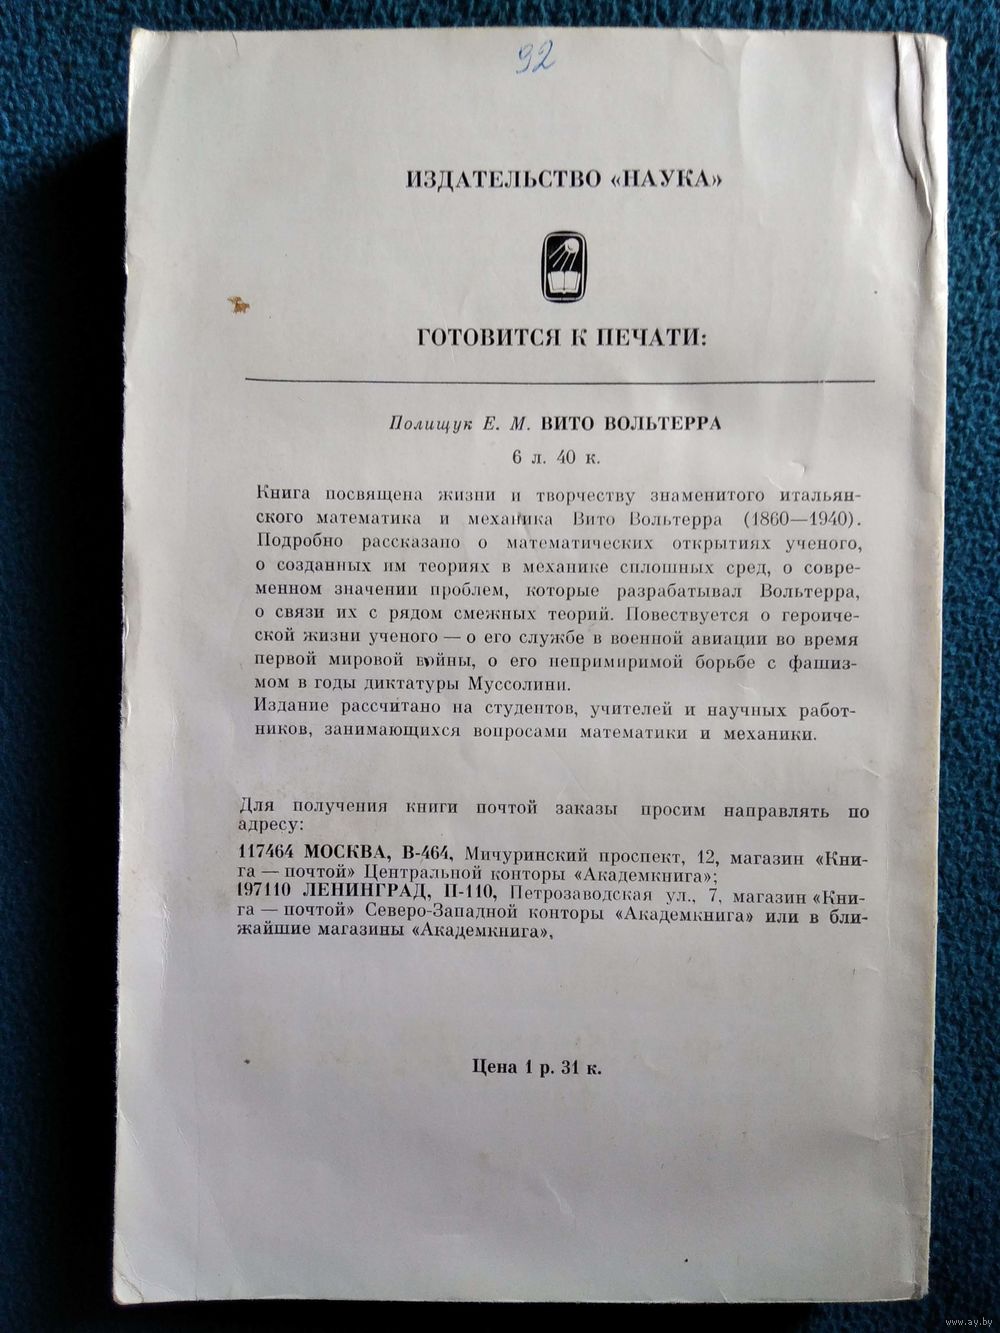 92
ИЗДАТЕЛЬСТВО «НАУКА»
ГОТОВИТСЯ К ПЕЧАТИ:
Полищук Е. М. ВИТО ВОЛЬТЕРРА
6 л. 40 к.
Книга посвящена жизни и творчеству знаменитого итальян-
ского математика и механика Вито Вольтерра (1860—1940).
Подробно рассказано о математических открытиях ученого,
о созданных им теориях в механике сплошных сред, о совре-
менном значении проблем, которые разрабатывал Вольтерра,
о связи их с рядом смежных теорий. Повествуется о героиче-
ской жизни ученого — о его службе в военной авиации во время
первой мировой войны, о его непримиримой борьбе с фашиз-
мом в годы диктатуры Муссолини.
Издание рассчитано на студентов, учителей и научных работ-
ников, занимающихся вопросами математики и механики.
Для получения книги почтой заказы просим направлять по
адресу:
117464 МОСКВА, В-464, Мичуринский проспект, 12, магазин «Кни-
га — почтой» Центральной конторы «Академкнига»;
197110 ЛЕНИНГРАД, П-110, Петрозаводская ул., 7, магазин «Кни-
га — почтой» Северо-Западной конторы «Академкнига» или в бли-
жайшие магазины «Академкнига»,
Цена 1 р. 31 к.
www.ay.by